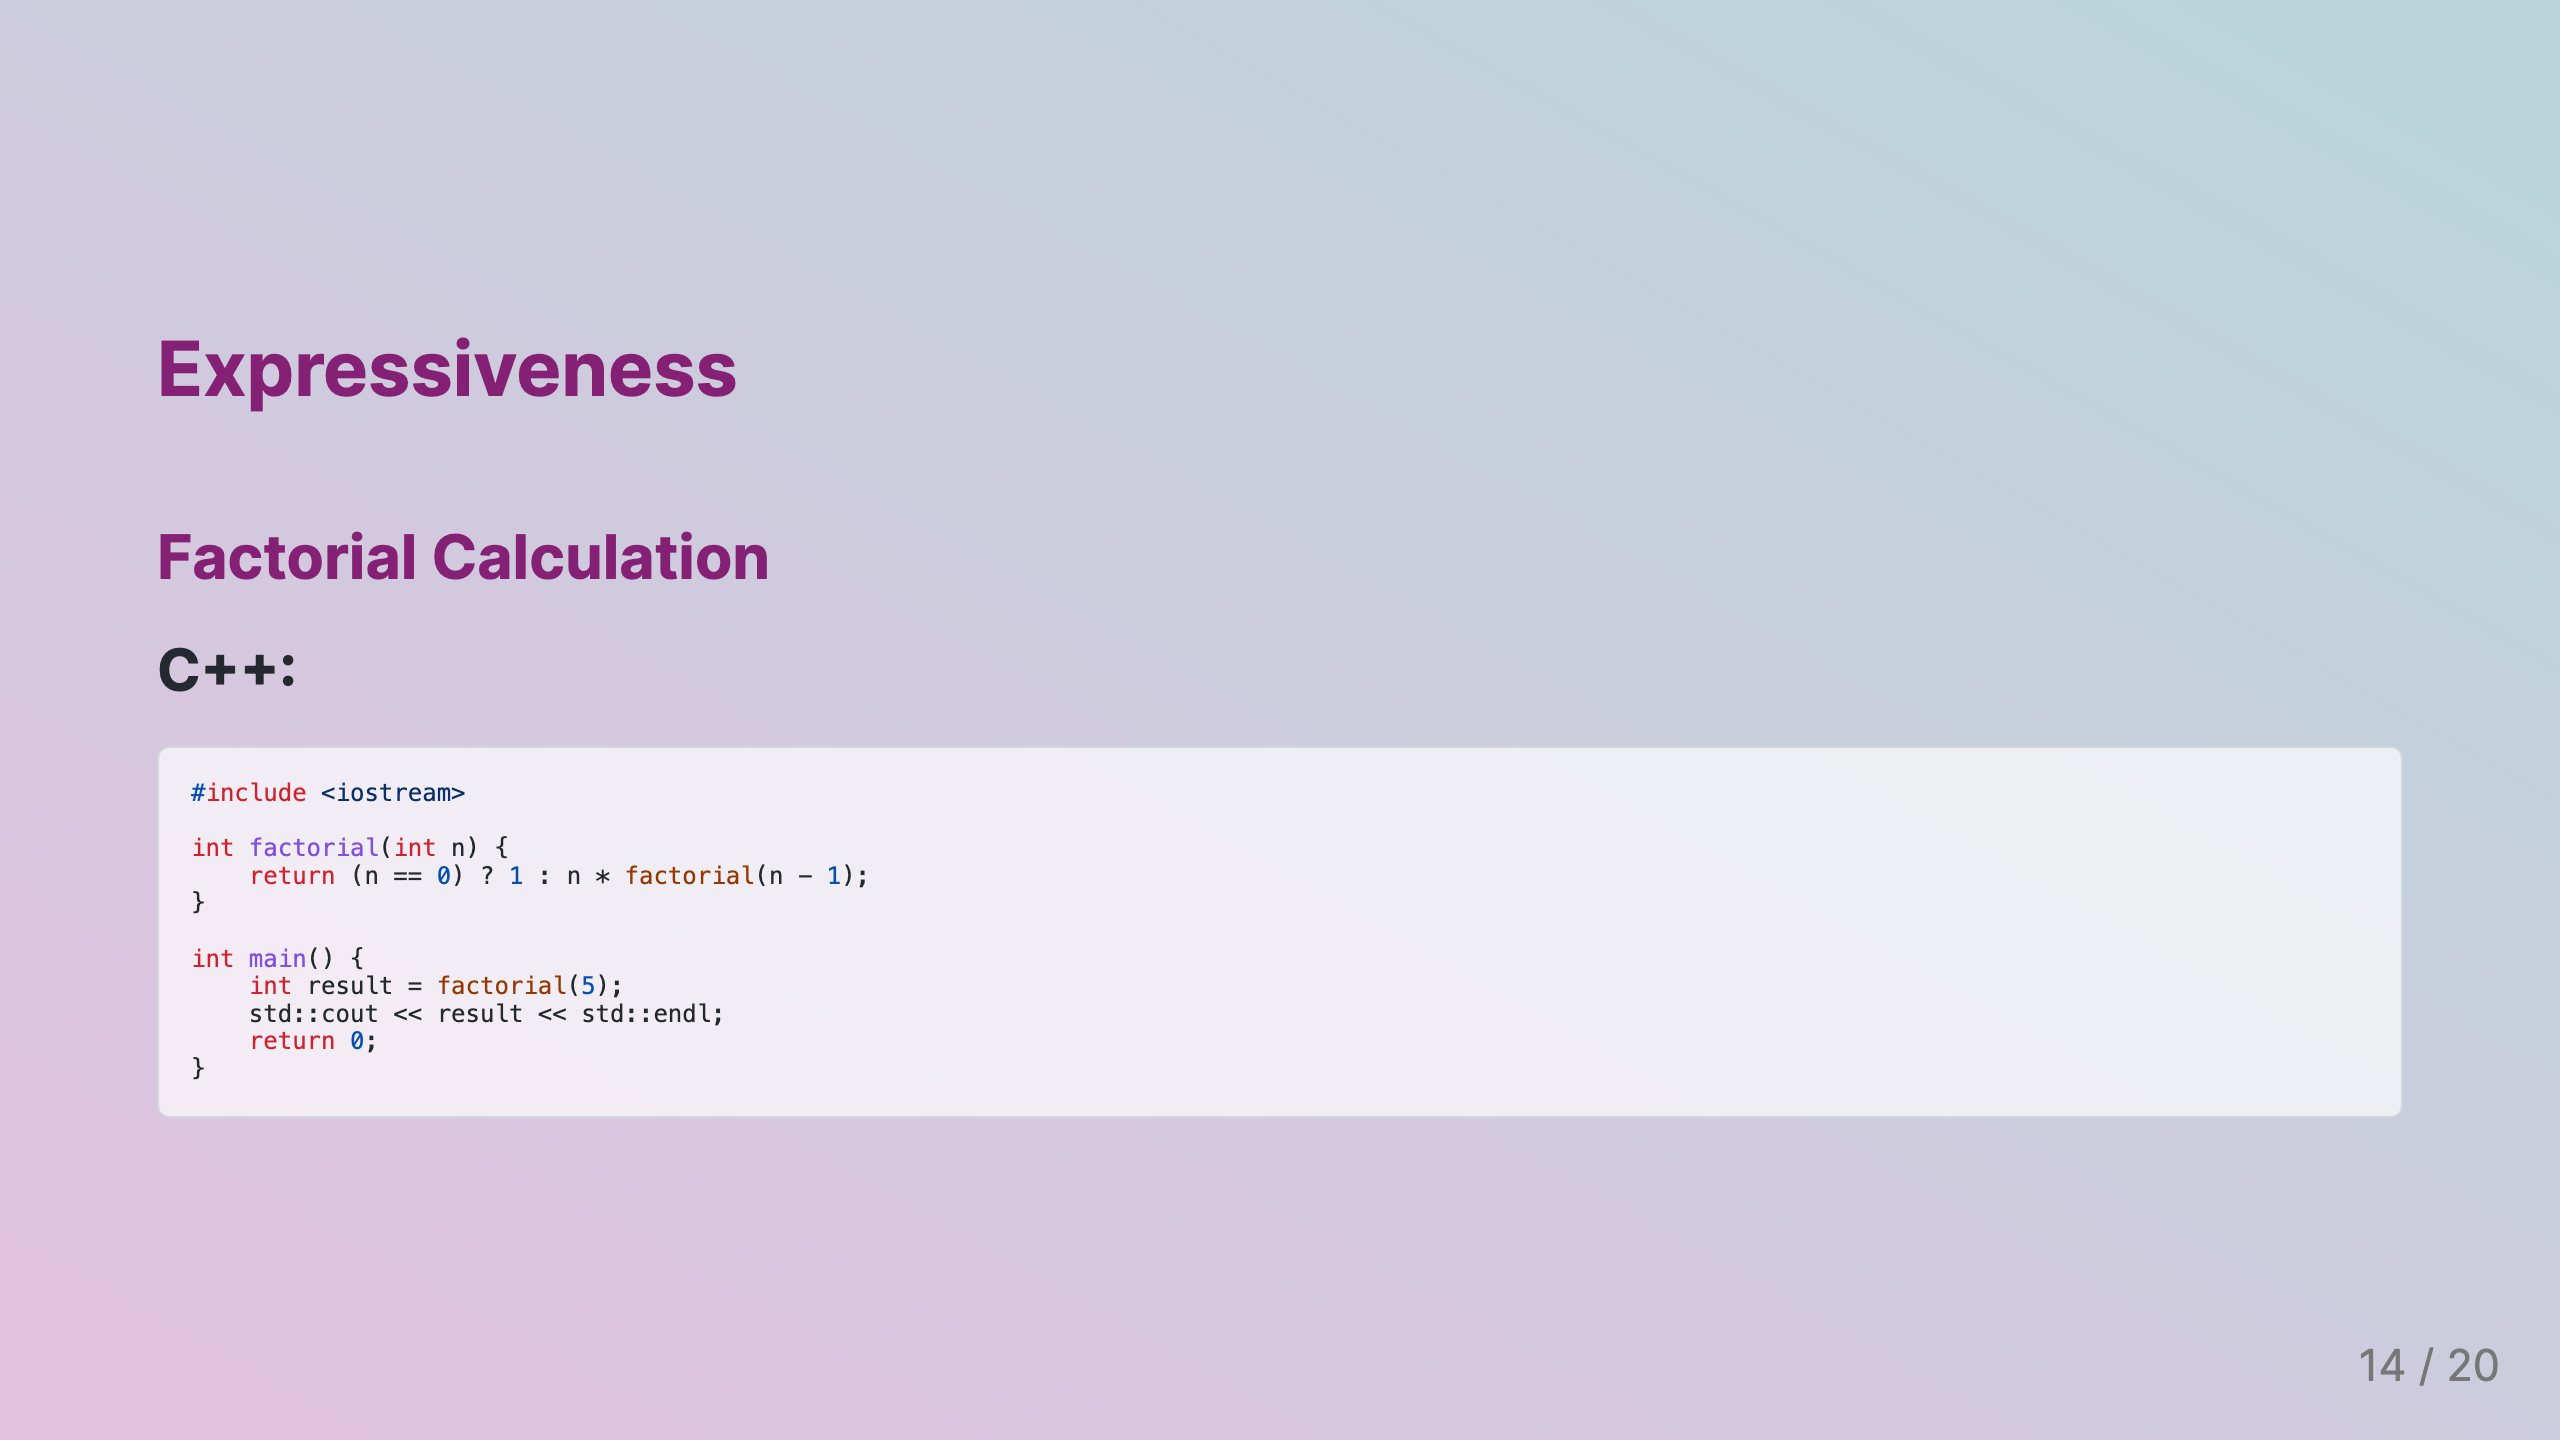 Expressiveness
Factorial Calculation
C++:
#include <iostream>

int factorial(int n) {
    return (n == 0) ? 1 : n * factorial(n - 1);
}

int main() {
    int result = factorial(5);
    std::cout << result << std::endl;
    return 0;
}
14 / 20